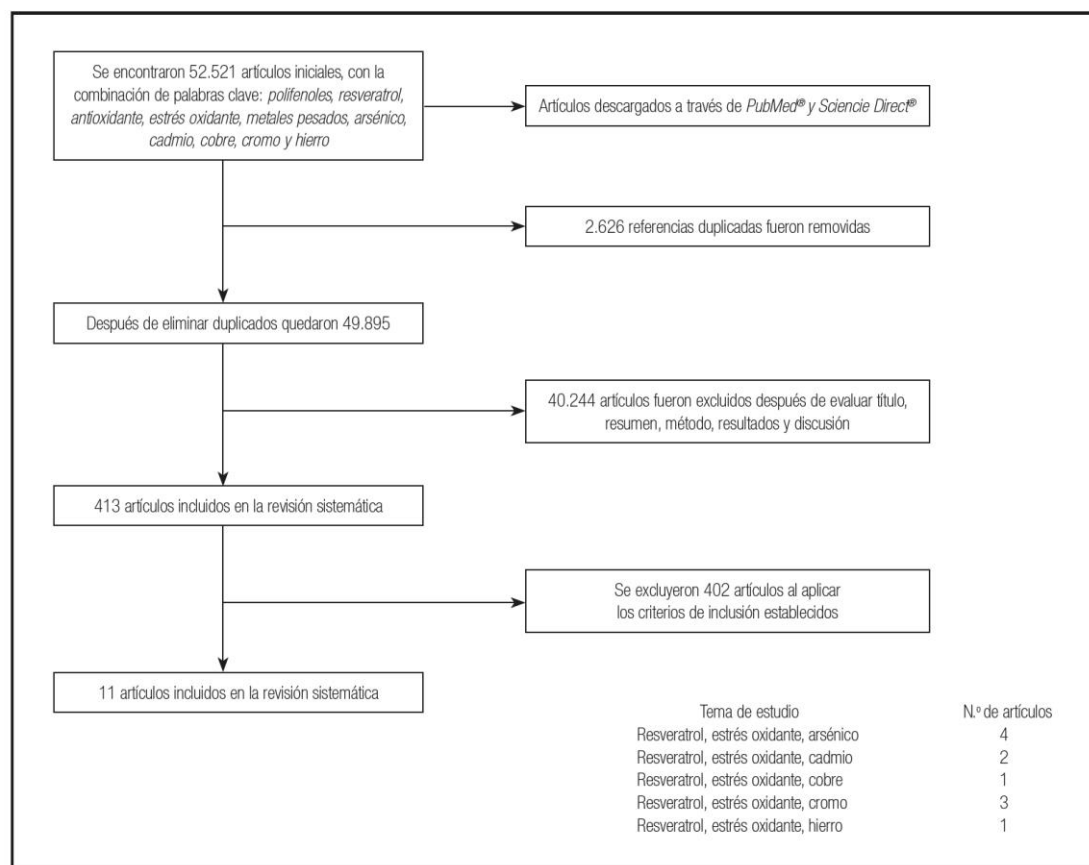 Se encontraron 52.521 artículos iniciales, con la
combinación de palabras clave: polifenoles, resveratrol,
antioxidante, estrés oxidante, metales pesados, arsénico,
cadmio, cobre, cromo y hierro
Artículos descargados a través de PubMed® y Sciencie Direct®
2.626 referencias duplicadas fueron removidas
Después de eliminar duplicados quedaron 49.895
40.244 artículos fueron excluidos después de evaluar título,
resumen, método, resultados y discusión
413 artículos incluidos en la revisión sistemática
Se excluyeron 402 artículos al aplicar
los criterios de inclusión establecidos
11 artículos incluidos en la revisión sistemática
Tema de estudio N.º de artículos
Resveratrol, estrés oxidante, arsénico 4
Resveratrol, estrés oxidante, cadmio 2
Resveratrol, estrés oxidante, cobre 1
Resveratrol, estrés oxidante, cromo 3
Resveratrol, estrés oxidante, hierro 1